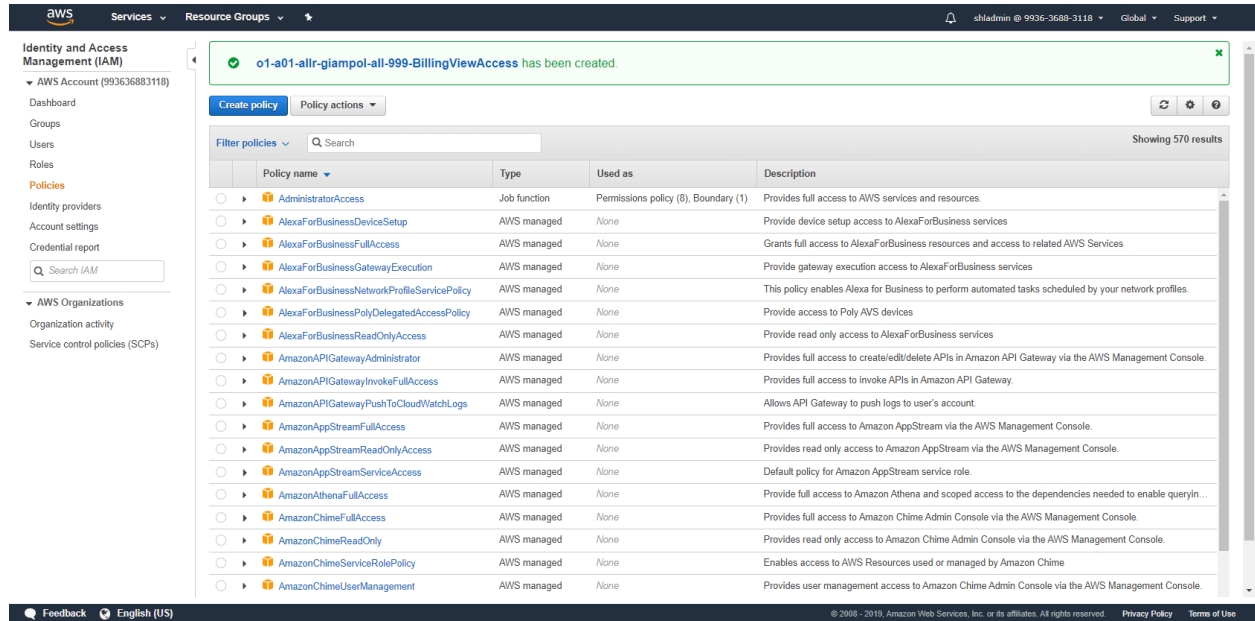 aws Services Resource Groups shladmin @ 9936-3688-3118 Global Support
Identity and Access
Management (IAM)
AWS Account (993636883118)
Dashboard
Groups
Users
Roles
Policies
Identity providers
Account settings
Credential report
Search IAM
AWS Organizations
Organization activity
Service control policies (SCPs)
o1-a01-allr-giampol-all-999-BillingViewAccess has been created.
Create policy Policy actions
Filter policies Search Showing 570 results
Policy name Type Used as Description
AdministratorAccess Job function Permissions policy (8), Boundary (1) Provides full access to AWS services and resources.
AlexaForBusinessDeviceSetup AWS managed None Provide device setup access to AlexaForBusiness services
AlexaForBusinessFullAccess AWS managed None Grants full access to AlexaForBusiness resources and access to related AWS Services
AlexaForBusinessGatewayExecution AWS managed None Provide gateway execution access to AlexaForBusiness services
AlexaForBusinessNetworkProfileServicePolicy AWS managed None This policy enables Alexa for Business to perform automated tasks scheduled by your network profiles.
AlexaForBusinessPolyDelegatedAccessPolicy AWS managed None Provide access to Poly AVS devices
AlexaForBusinessReadOnlyAccess AWS managed None Provide read only access to AlexaForBusiness services
AmazonAPIGatewayAdministrator AWS managed None Provides full access to create/edit/delete APIs in Amazon API Gateway via the AWS Management Console.
AmazonAPIGatewayInvokeFullAccess AWS managed None Provides full access to invoke APIs in Amazon API Gateway.
AmazonAPIGatewayPushToCloudWatchLogs AWS managed None Allows API Gateway to push logs to user's account.
AmazonAppStreamFullAccess AWS managed None Provides full access to Amazon AppStream via the AWS Management Console.
AmazonAppStreamReadOnlyAccess AWS managed None Provides read only access to Amazon AppStream via the AWS Management Console.
AmazonAppStreamServiceAccess AWS managed None Default policy for Amazon AppStream service role.
AmazonAthenaFullAccess AWS managed None Provide full access to Amazon Athena and scoped access to the dependencies needed to enable queryin...
AmazonChimeFullAccess AWS managed None Provides full access to Amazon Chime Admin Console via the AWS Management Console.
AmazonChimeReadOnly AWS managed None Provides read only access to Amazon Chime Admin Console via the AWS Management Console.
AmazonChimeServiceRolePolicy AWS managed None Enables access to AWS Resources used or managed by Amazon Chime
AmazonChimeUserManagement AWS managed None Provides user management access to Amazon Chime Admin Console via the AWS Management Console.
Feedback English (US) © 2008 - 2019, Amazon Web Services, Inc. or its affiliates. All rights reserved. Privacy Policy Terms of Use